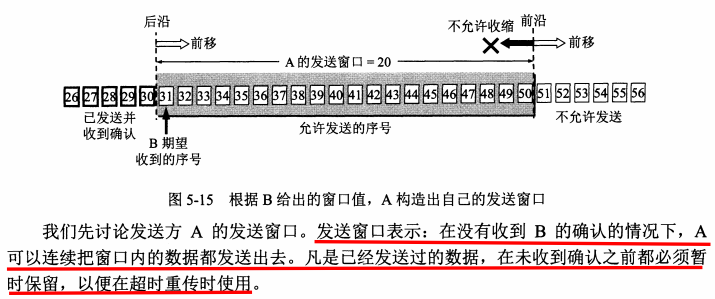 后沿
前沿
不允许收缩
前移
前移
A 的发送窗口 = 20
26 27 28 29 30 31 32 33 34 35 36 37 38 39 40 41 42 43 44 45 46 47 48 49 50 51 52 53 54 55 56
已发送并
收到确认
允许发送的序号
不允许发送
B 期望
收到的序号
图 5-15 根据 B 给出的窗口值，A 构造出自己的发送窗口
我们先讨论发送方 A 的发送窗口。发送窗口表示：在没有收到 B 的确认的情况下，A
可以连续把窗口内的数据都发送出去。凡是已经发送过的数据，在未收到确认之前都必须暂
时保留，以便在超时重传时使用。